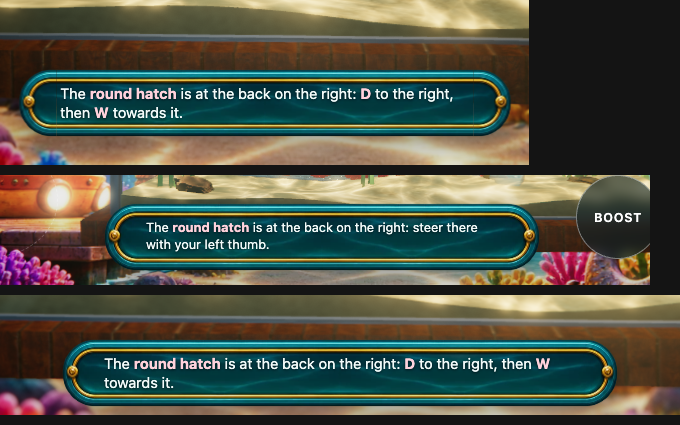 The round hatch is at the back on the right: D to the right,
then W towards it.
The round hatch is at the back on the right: steer there
with your left thumb.
BOOST
The round hatch is at the back on the right: D to the right, then W
towards it.